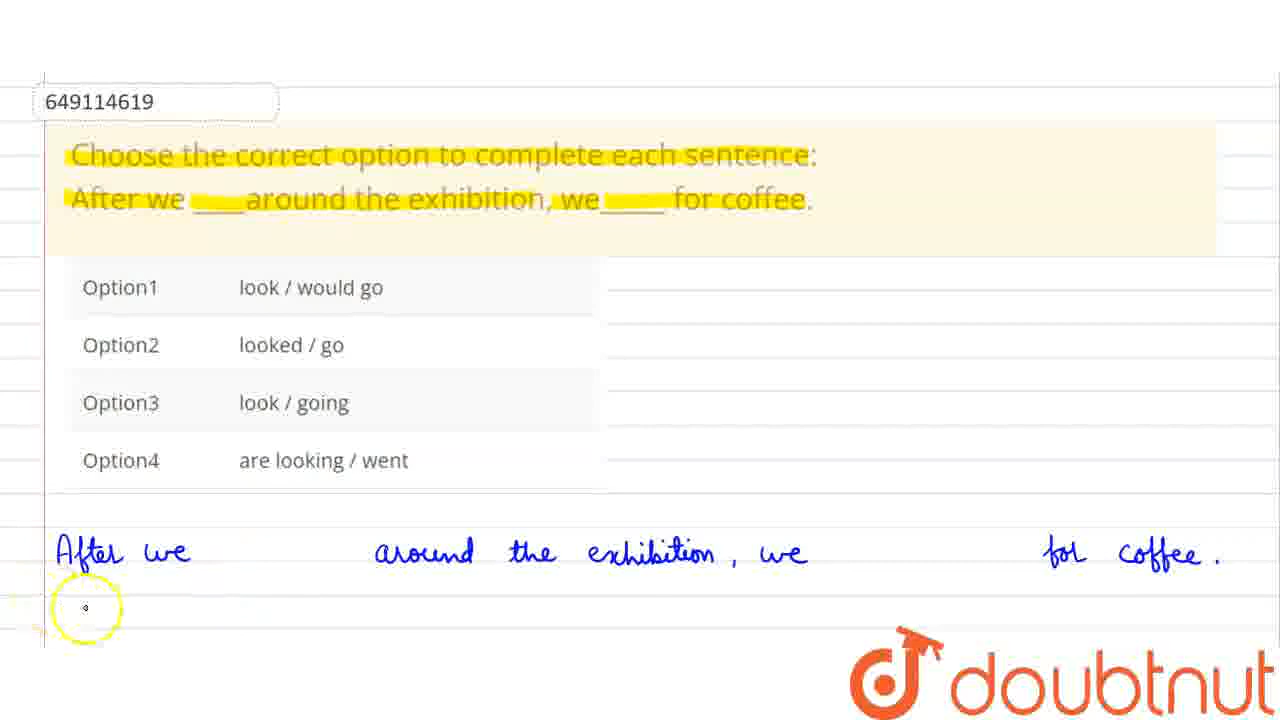 649114619
Choose the correct option to complete each sentence:
After we ____around the exhibition, we_____ for coffee.
Option1 look / would go
Option2 looked / go
Option3 look / going
Option4 are looking / went
After we around the exhibition, we for coffee.
doubtnut